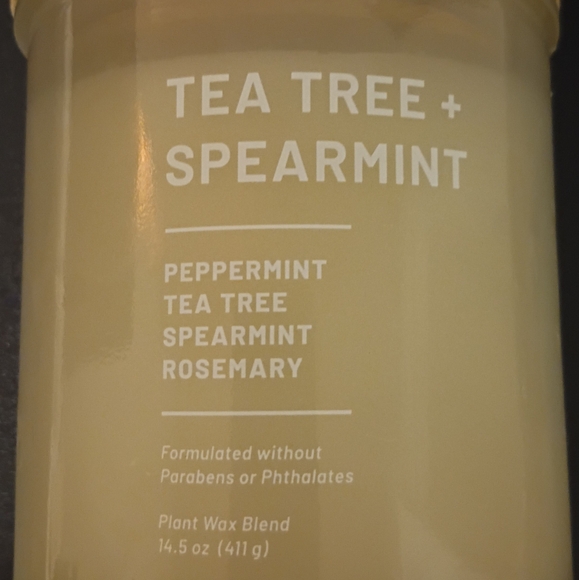 TEA TREE +
SPEARMINT
PEPPERMINT
TEA TREE
SPEARMINT
ROSEMARY
Formulated without
Parabens or Phthalates
Plant Wax Blend
14.5 oz (411 g)